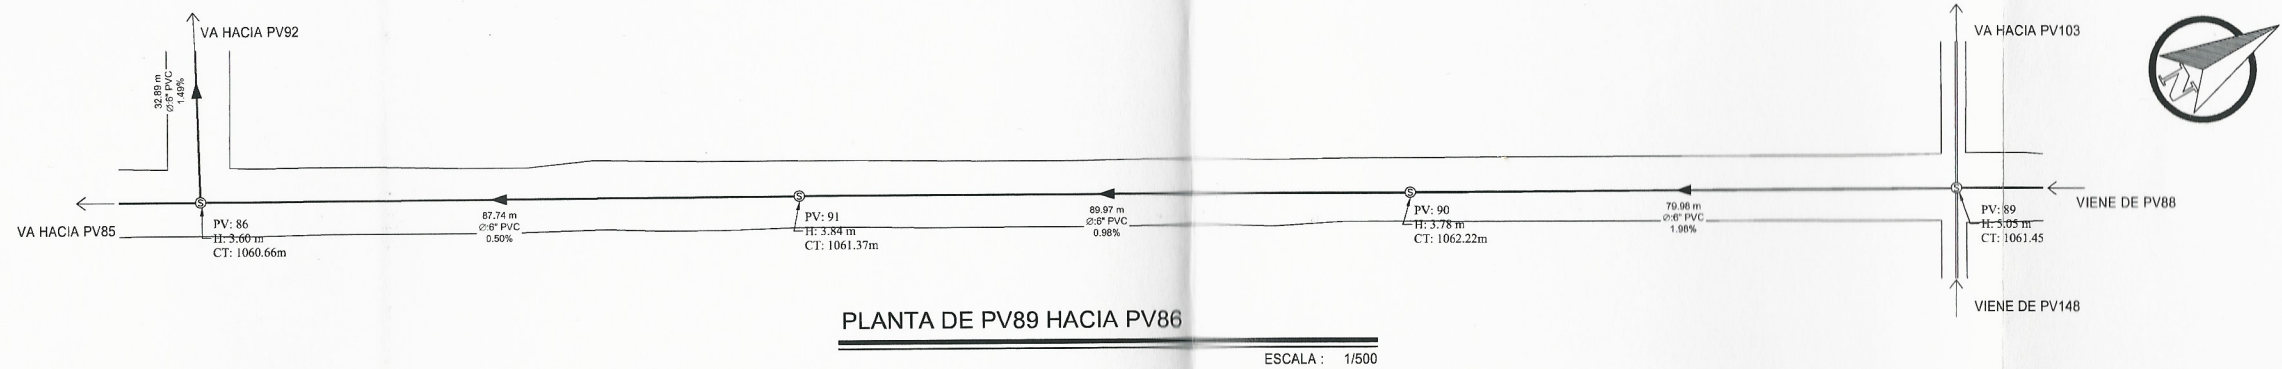 VA HACIA PV92
VA HACIA PV103
32.89 m
Ø:6" PVC
1.49%
N
S
S
S
S
VA HACIA PV85
PV: 86
H: 3.60 m
CT: 1060.66m
87.74 m
Ø:6" PVC
0.50%
PV: 91
H: 3.84 m
CT: 1061.37m
89.97 m
Ø:6" PVC
0.98%
PV: 90
H: 3.78 m
CT: 1062.22m
79.98 m
Ø:6" PVC
1.98%
PV: 89
H: 5.05 m
CT: 1061.45
VIENE DE PV88
VIENE DE PV148
PLANTA DE PV89 HACIA PV86
ESCALA : 1/500